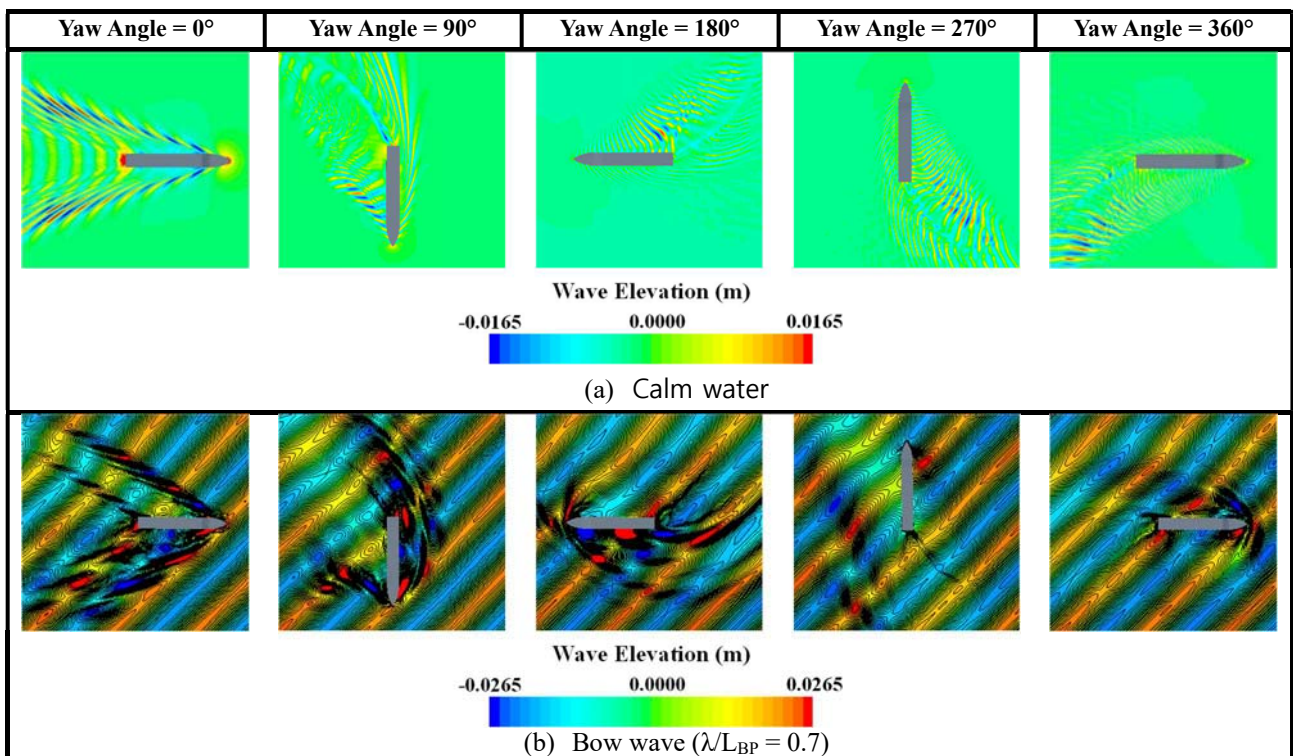 Yaw Angle = 0° Yaw Angle = 90° Yaw Angle = 180° Yaw Angle = 270° Yaw Angle = 360°
Wave Elevation (m)
-0.0165 0.0000 0.0165
(a) Calm water
Wave Elevation (m)
-0.0265 0.0000 0.0265
(b) Bow wave (λ/LBP = 0.7)